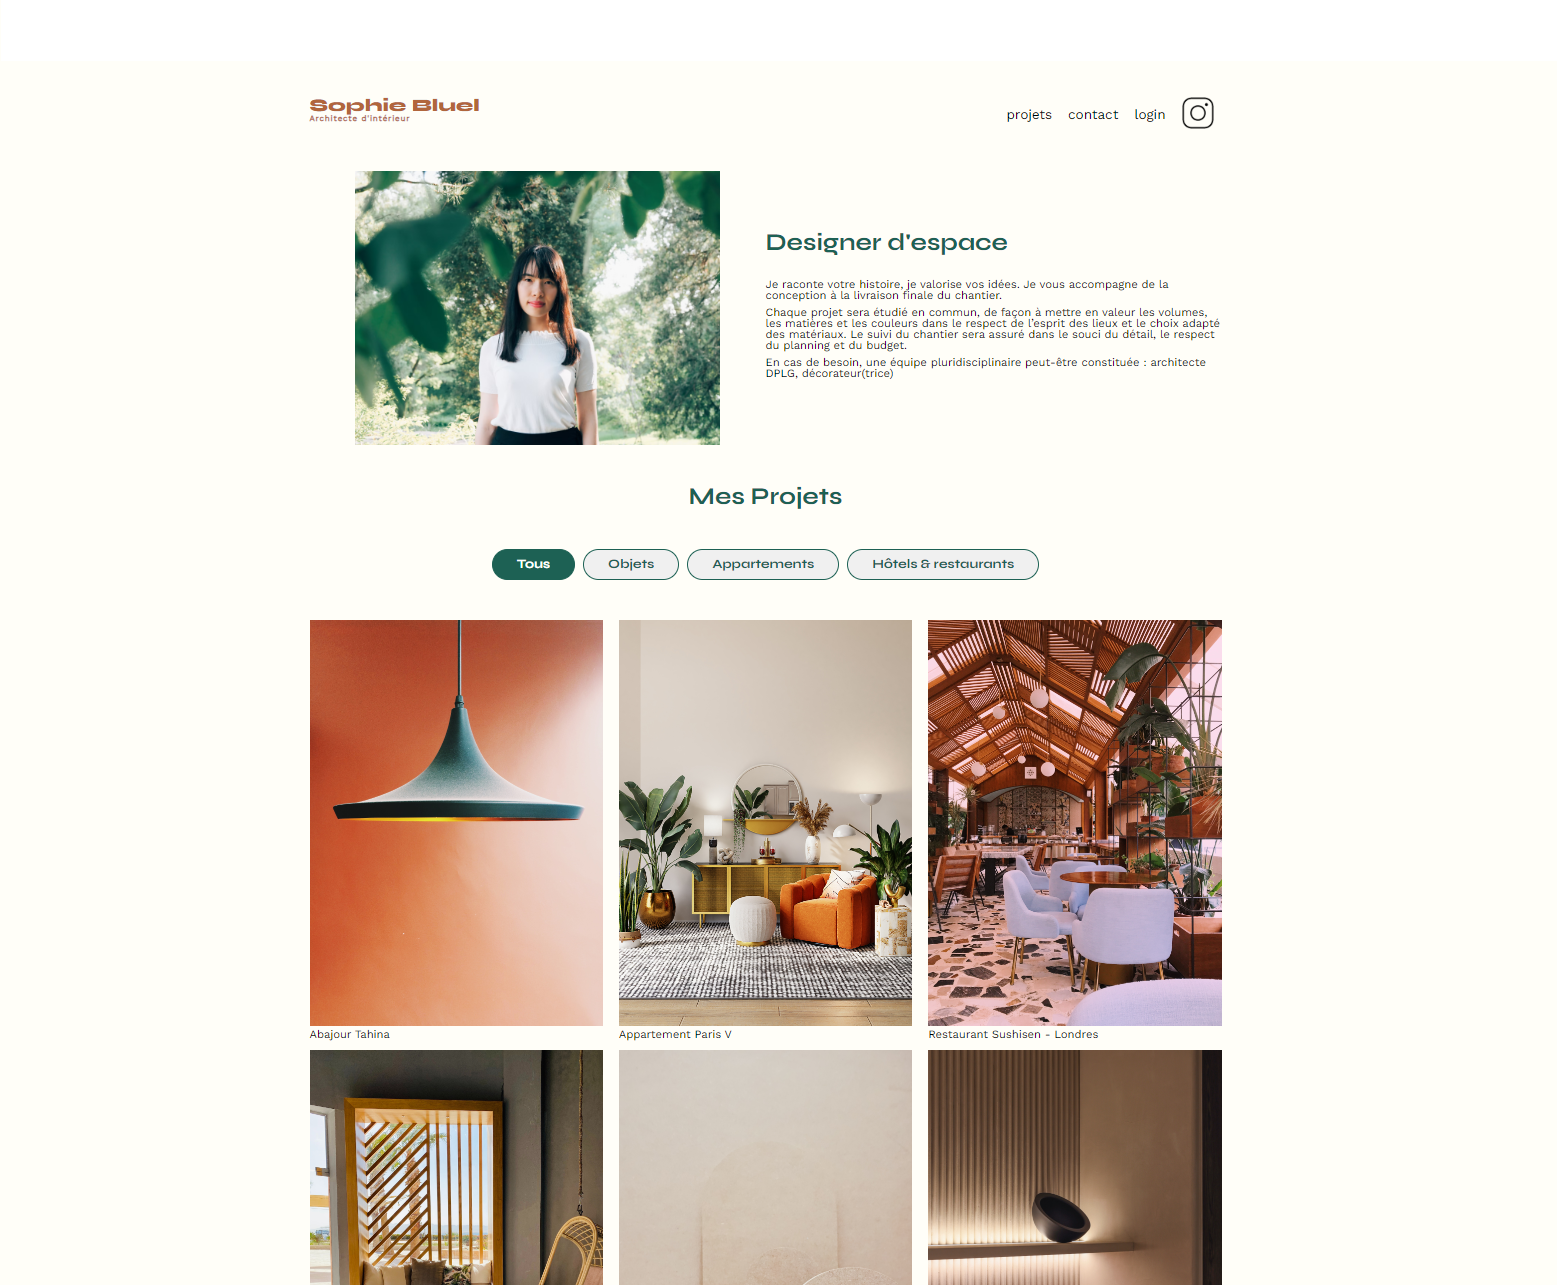 Sophie Bluel
Architecte d'intérieur
projets
contact
login
Designer d'espace
Je raconte votre histoire, je valorise vos idées. Je vous accompagne de la
conception à la livraison finale du chantier.
Chaque projet sera étudié en commun, de façon à mettre en valeur les volumes,
les matières et les couleurs dans le respect de l'esprit des lieux et le choix adapté
des matériaux. Le suivi du chantier sera assuré dans le souci du détail, le respect
du planning et du budget.
En cas de besoin, une équipe pluridisciplinaire peut-être constituée : architecte
DPLG, décorateur(trice)
Mes Projets
Tous
Objets
Appartements
Hôtels & restaurants
Abajour Tahina
Appartement Paris V
Restaurant Sushisen - Londres